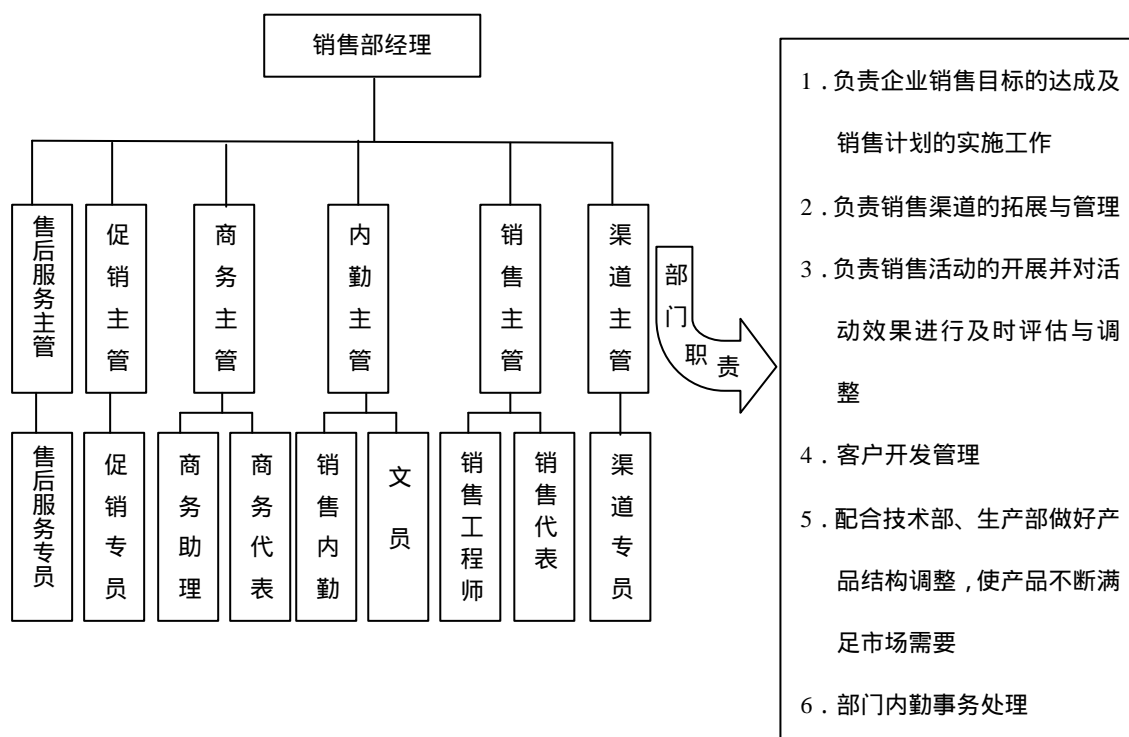 销售部经理
售后服务主管
促销主管
商务主管
内勤主管
销售主管
渠道主管
售后服务专员
促销专员
商务助理
商务代表
销售内勤
文员
销售工程师
销售代表
渠道专员
部门职责
1．负责企业销售目标的达成及
销售计划的实施工作
2．负责销售渠道的拓展与管理
3．负责销售活动的开展并对活
动效果进行及时评估与调
整
4．客户开发管理
5．配合技术部、生产部做好产
品结构调整，使产品不断满
足市场需要
6．部门内勤事务处理